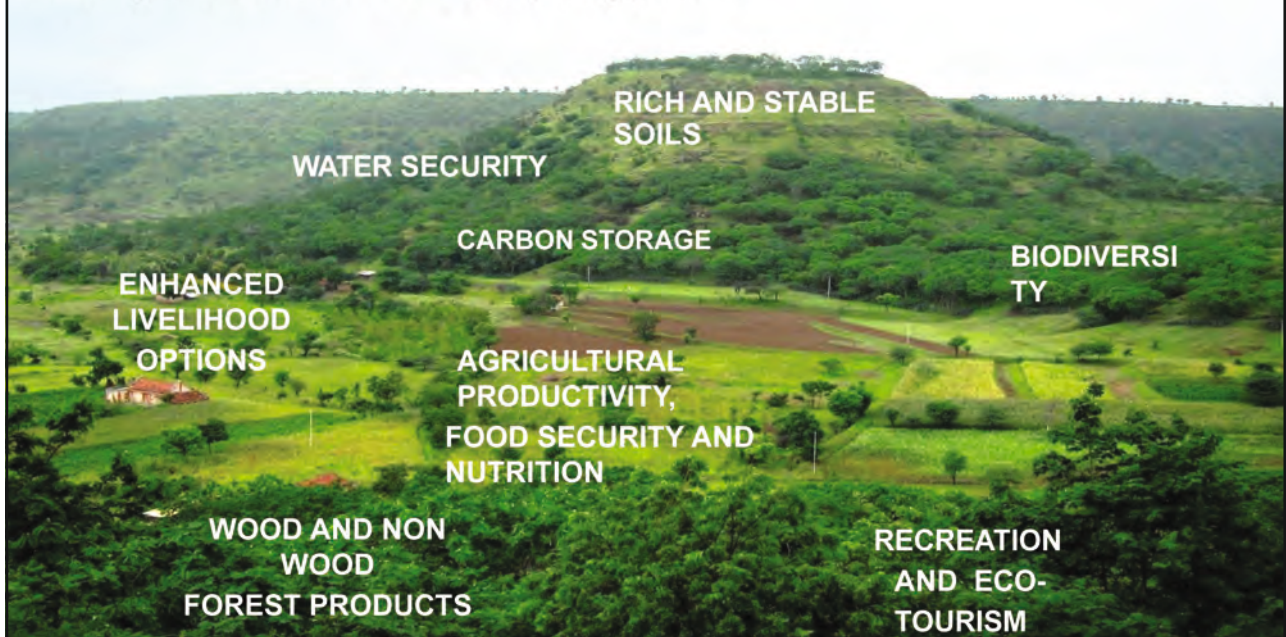 RICH AND STABLE
SOILS
WATER SECURITY
CARBON STORAGE
BIODIVERSI
TY
ENHANCED
LIVELIHOOD
OPTIONS
AGRICULTURAL
PRODUCTIVITY,
FOOD SECURITY AND
NUTRITION
WOOD AND NON
WOOD
FOREST PRODUCTS
RECREATION
AND ECO-
TOURISM